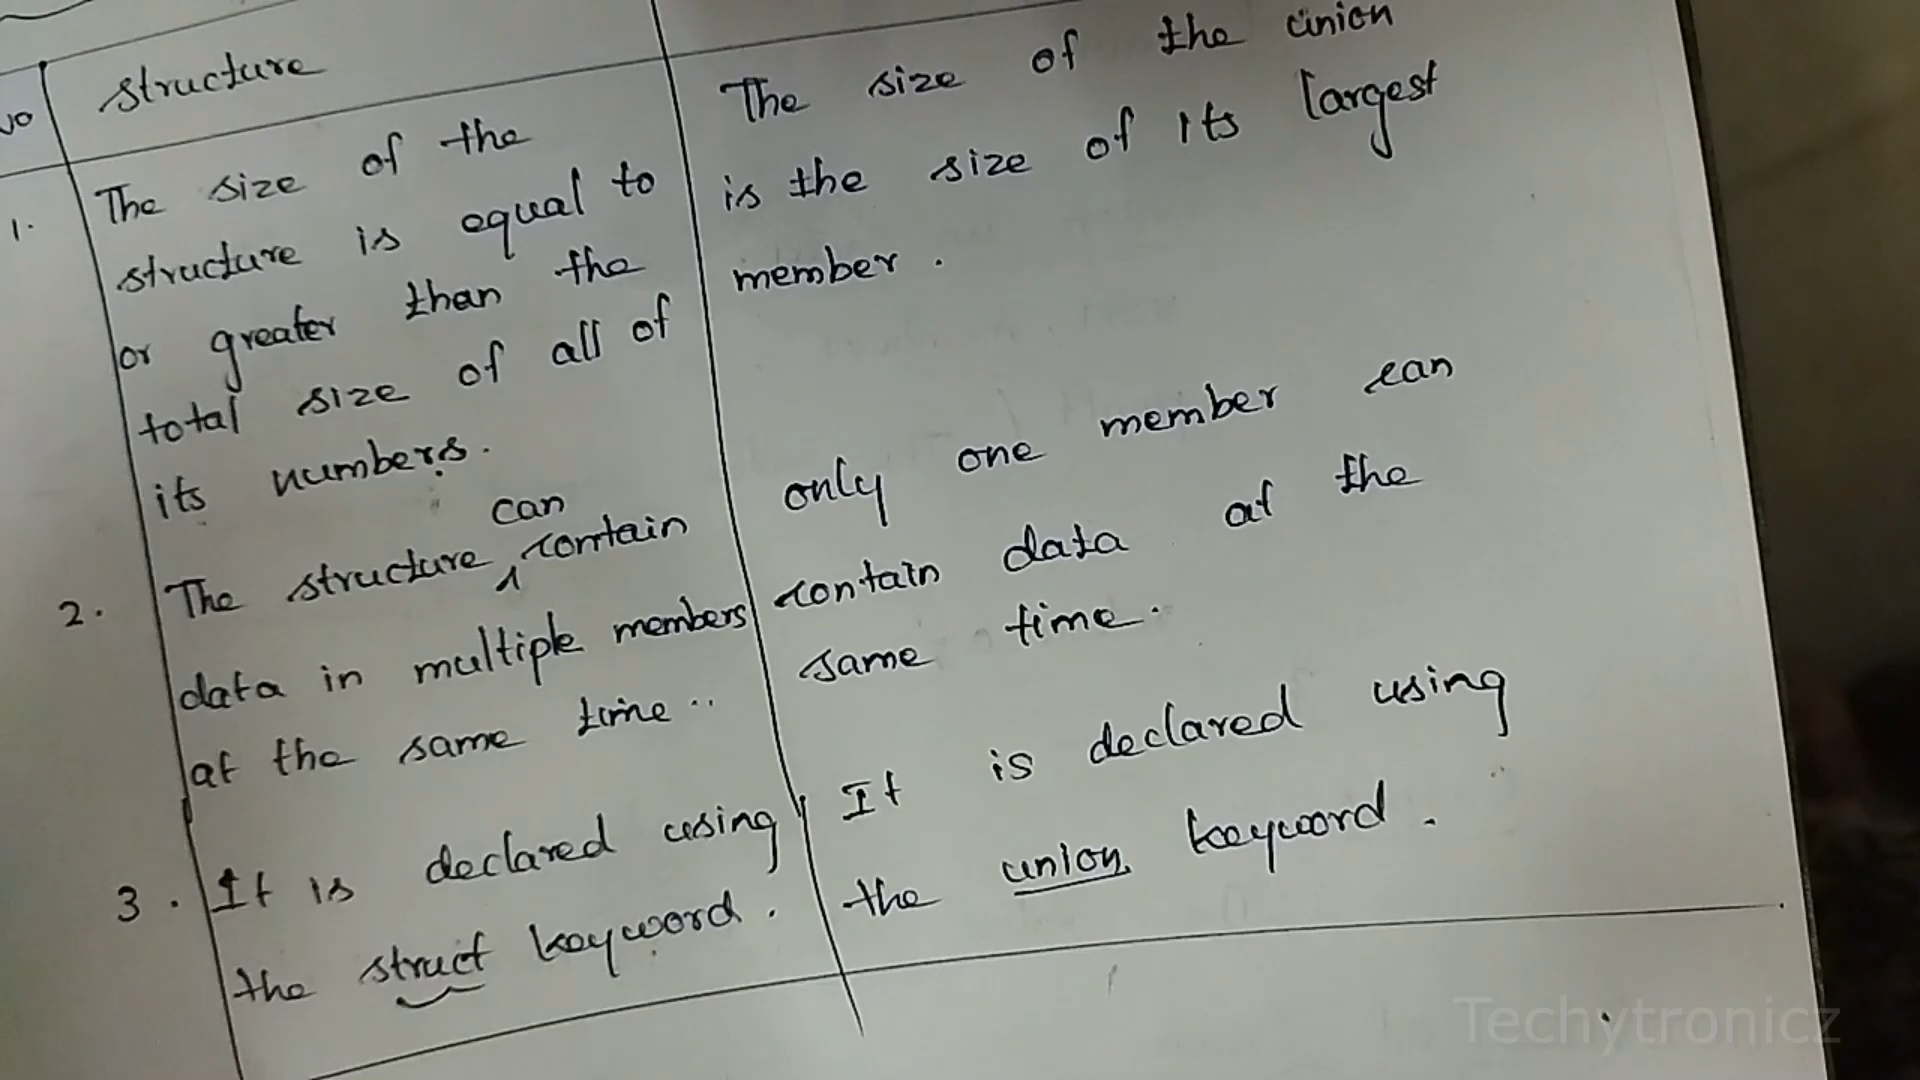 No
structure
1.
The size of the
structure is equal to
or greater than the
total size of all of
its numbers.
The size of the union
is the size of its largest
member.
2.
can
The structure contain
data in multiple members
at the same time..
only one member can
contain data at the
same time.
3.
It is declared using
the struct keyword.
It is declared using
the union keyword.
Techytronicz